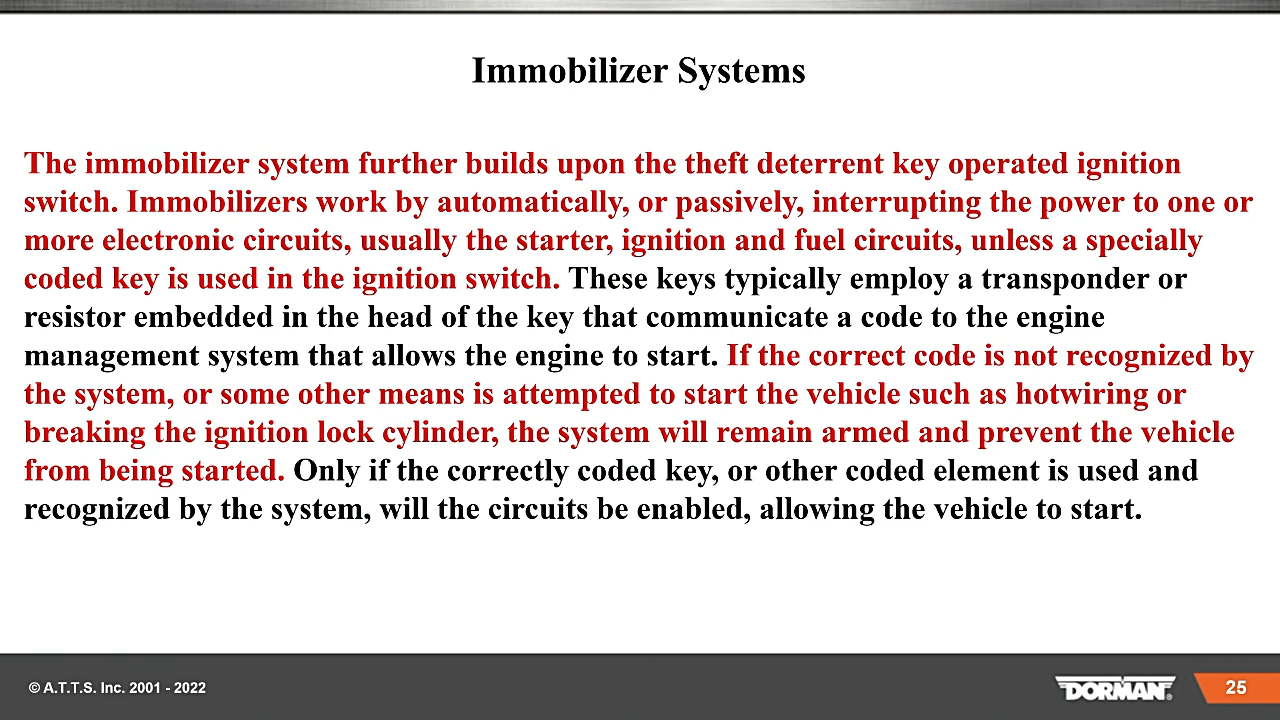 Immobilizer Systems
The immobilizer system further builds upon the theft deterrent key operated ignition
switch. Immobilizers work by automatically, or passively, interrupting the power to one or
more electronic circuits, usually the starter, ignition and fuel circuits, unless a specially
coded key is used in the ignition switch. These keys typically employ a transponder or
resistor embedded in the head of the key that communicate a code to the engine
management system that allows the engine to start. If the correct code is not recognized by
the system, or some other means is attempted to start the vehicle such as hotwiring or
breaking the ignition lock cylinder, the system will remain armed and prevent the vehicle
from being started. Only if the correctly coded key, or other coded element is used and
recognized by the system, will the circuits be enabled, allowing the vehicle to start.
© A.T.T.S. Inc. 2001 - 2022
DORMAN®
25